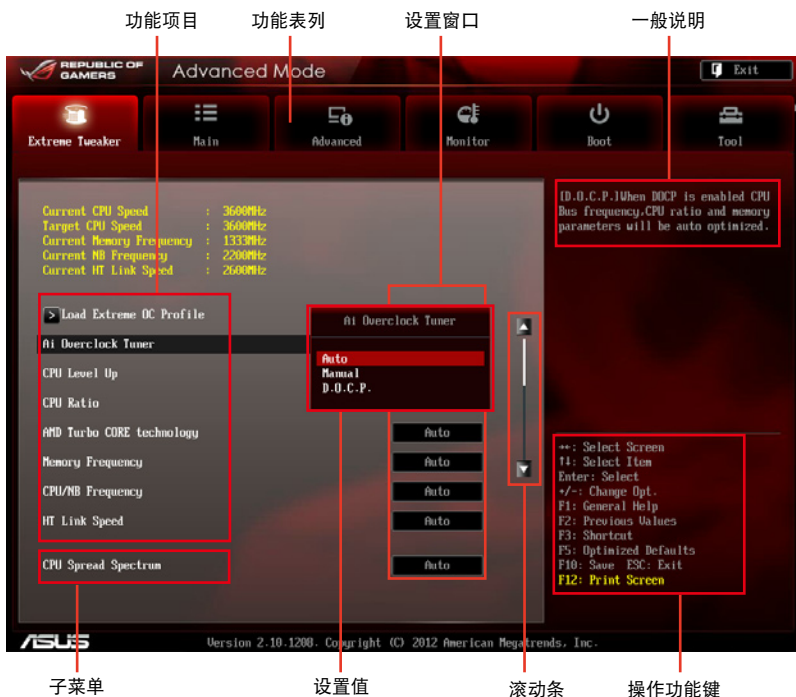 功能项目 功能表列 设置窗口 一般说明
REPUBLIC OF
GAMERS
Advanced Mode
Exit
Extreme Tweaker Main Advanced Monitor Boot Tool
Current CPU Speed : 3600MHz
Target CPU Speed : 3600MHz
Current Memory Frequency : 1333MHz
Current NB Frequency : 2200MHz
Current HT Link Speed : 2600MHz
[D.O.C.P.]When DOCP is enabled CPU
Bus frequency,CPU ratio and memory
parameters will be auto optimized.
> Load Extreme OC Profile
Ai Overclock Tuner
CPU Level Up
CPU Ratio
AMD Turbo CORE technology Auto
Memory Frequency Auto
CPU/NB Frequency Auto
HT Link Speed Auto
CPU Spread Spectrum Auto
Ai Overclock Tuner
Auto
Manual
D.O.C.P.
→←: Select Screen
↑↓: Select Item
Enter: Select
+/-: Change Opt.
F1: General Help
F2: Previous Values
F3: Shortcut
F5: Optimized Defaults
F10: Save ESC: Exit
F12: Print Screen
ASUS
Version 2.10.1208. Copyright (C) 2012 American Megatrends, Inc.
子菜单 设置值 滚动条 操作功能键